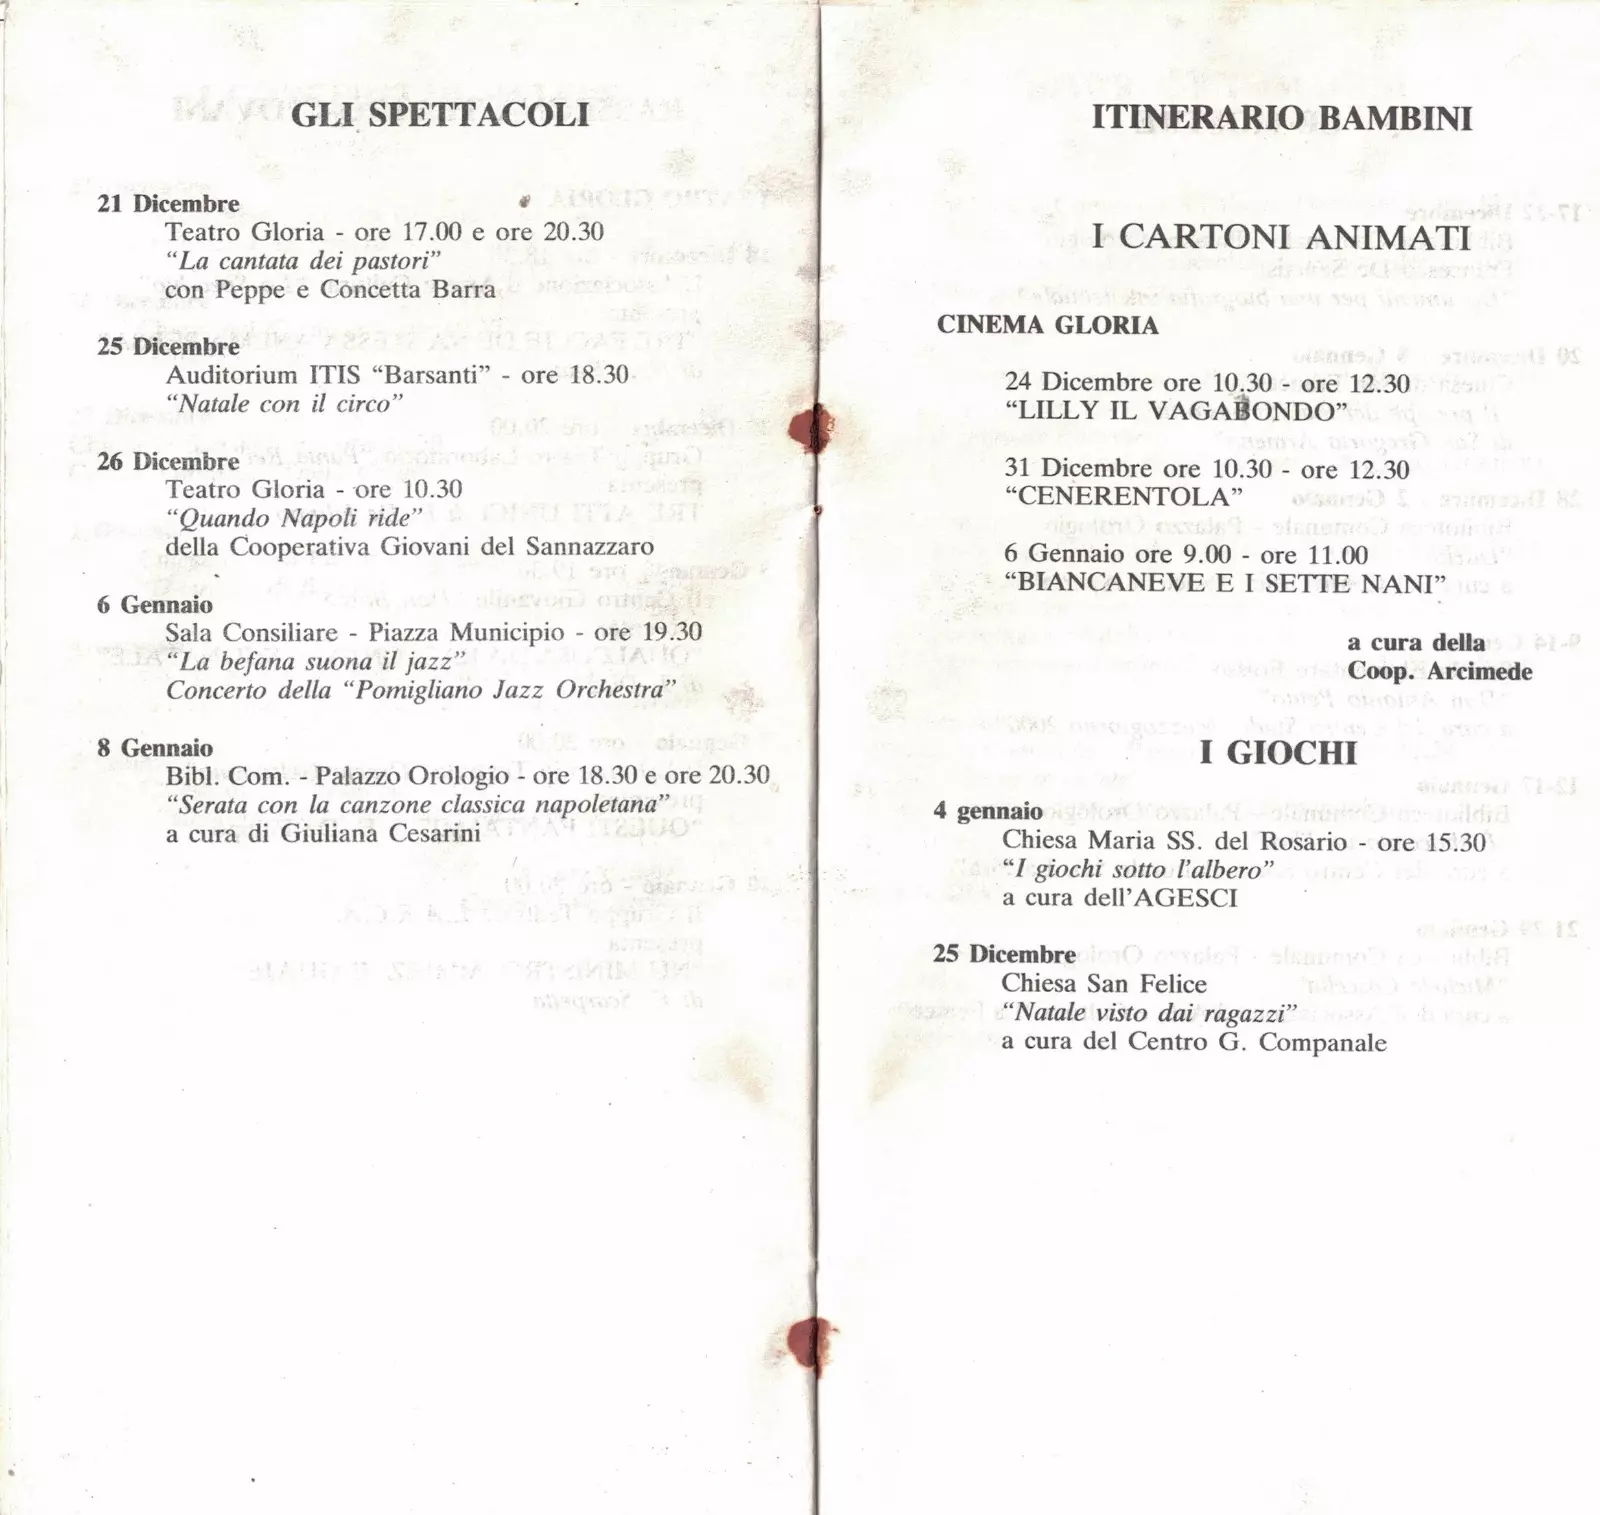 GLI SPETTACOLI
21 Dicembre
Teatro Gloria - ore 17.00 e ore 20.30
“La cantata dei pastori”
con Peppe e Concetta Barra
25 Dicembre
Auditorium ITIS “Barsanti” - ore 18.30
“Natale con il circo”
26 Dicembre
Teatro Gloria - ore 10.30
“Quando Napoli ride”
della Cooperativa Giovani del Sannazzaro
6 Gennaio
Sala Consiliare - Piazza Municipio - ore 19.30
“La befana suona il jazz”
Concerto della “Pomigliano Jazz Orchestra”
8 Gennaio
Bibl. Com. - Palazzo Orologio - ore 18.30 e ore 20.30
“Serata con la canzone classica napoletana”
a cura di Giuliana Cesarini
ITINERARIO BAMBINI
I CARTONI ANIMATI
CINEMA GLORIA
24 Dicembre ore 10.30 - ore 12.30
“LILLY IL VAGABONDO”
31 Dicembre ore 10.30 - ore 12.30
“CENERENTOLA”
6 Gennaio ore 9.00 - ore 11.00
“BIANCANEVE E I SETTE NANI”
a cura della
Coop. Arcimede
I GIOCHI
4 gennaio
Chiesa Maria SS. del Rosario - ore 15.30
“I giochi sotto l’albero”
a cura dell’AGESCI
25 Dicembre
Chiesa San Felice
“Natale visto dai ragazzi”
a cura del Centro G. Companale